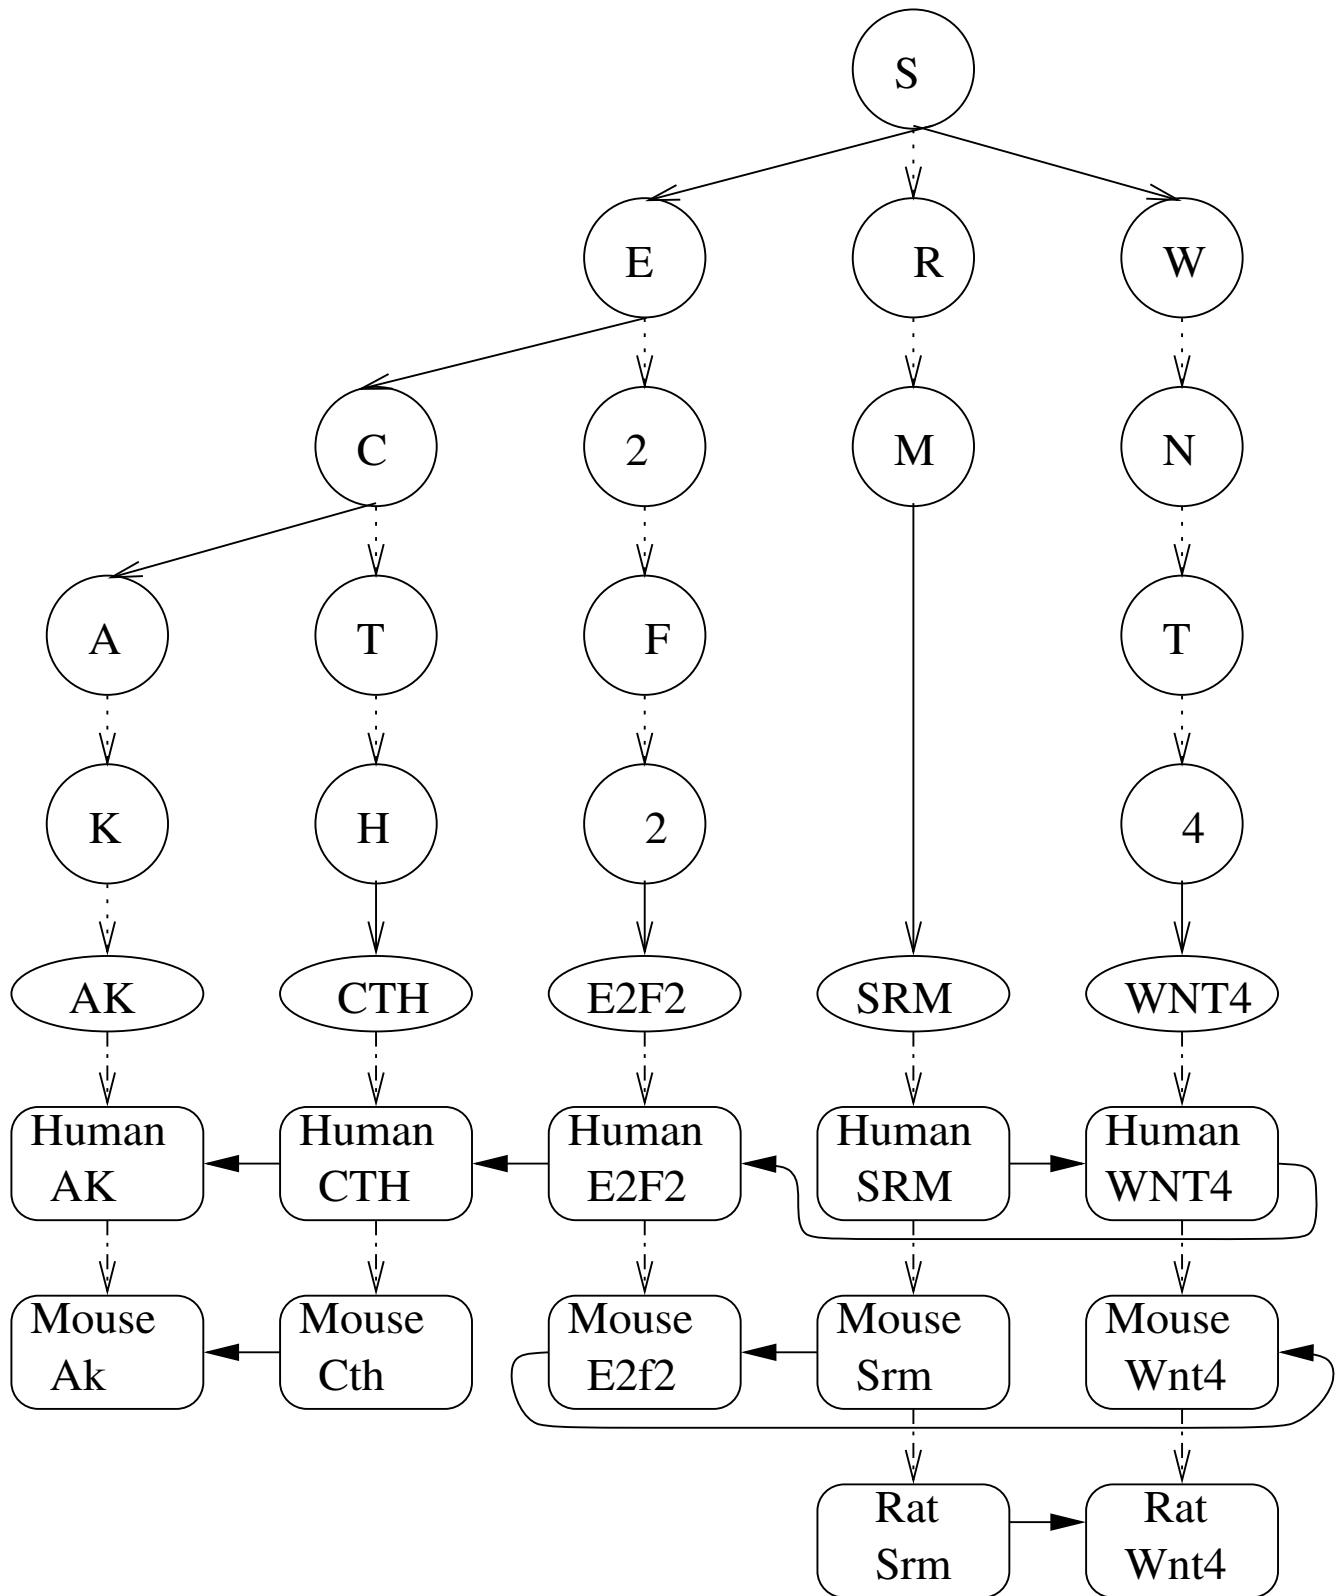 S
E R W
C 2 M N
A T F T
K H 2 4
AK CTH E2F2 SRM WNT4
Human Human Human Human Human
AK CTH E2F2 SRM WNT4
Mouse Mouse Mouse Mouse Mouse
Ak Cth E2f2 Srm Wnt4
Rat Rat
Srm Wnt4